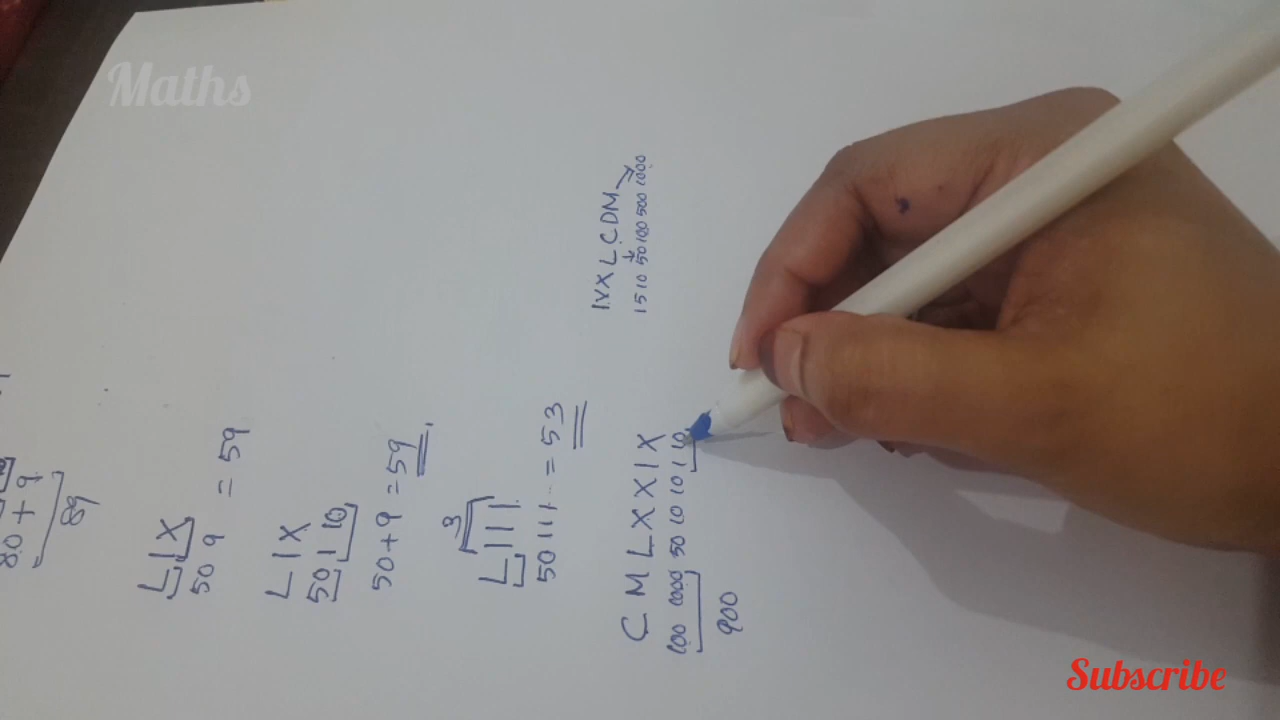 Maths
80 + 9
89
L I X
50 9 = 59
L I X
50 1 10
50 + 9 = 59
3
L I I I
50 1 1 1 = 53
I V X L C D M
1 5 10 50 100 500 1000
C M L X X I X
100 1000 50 10 10 1 10
900
Subscribe